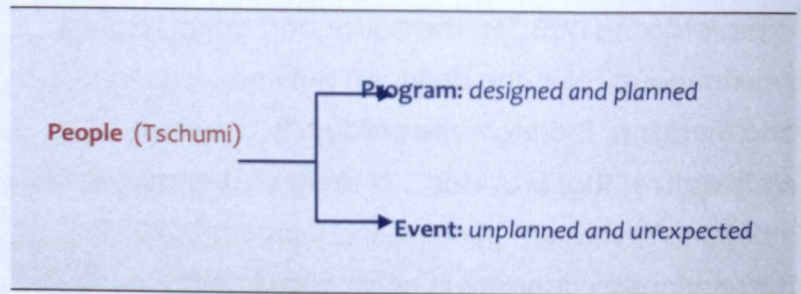 Program: designed and planned
People (Tschumi)
Event: unplanned and unexpected